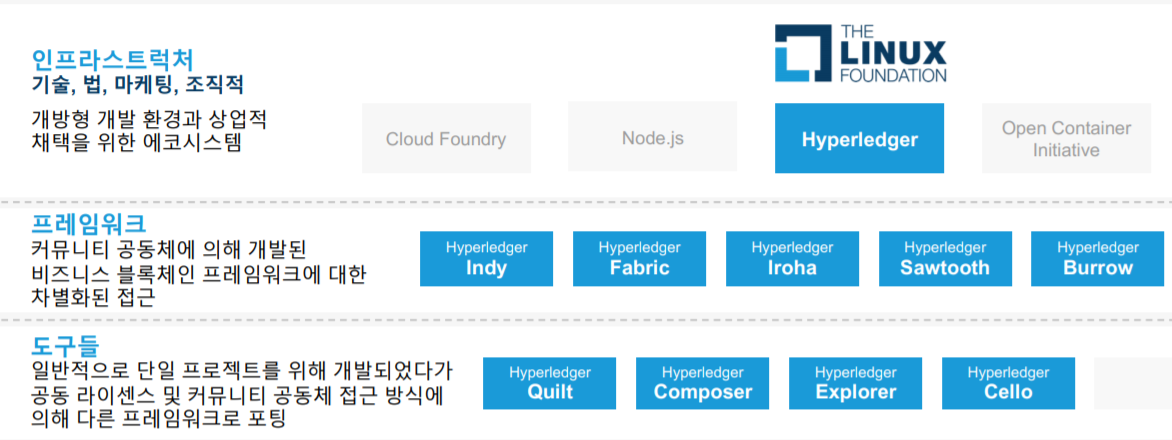 인프라스트럭처
기술, 법, 마케팅, 조직적
개방형 개발 환경과 상업적
채택을 위한 에코시스템
THE
LINUX
FOUNDATION
Cloud Foundry
Node.js
Hyperledger
Open Container
Initiative
프레임워크
커뮤니티 공동체에 의해 개발된
비즈니스 블록체인 프레임워크에 대한
차별화된 접근
Hyperledger
Indy
Hyperledger
Fabric
Hyperledger
Iroha
Hyperledger
Sawtooth
Hyperledger
Burrow
도구들
일반적으로 단일 프로젝트를 위해 개발되었다가
공동 라이센스 및 커뮤니티 공동체 접근 방식에
의해 다른 프레임워크로 포팅
Hyperledger
Quilt
Hyperledger
Composer
Hyperledger
Explorer
Hyperledger
Cello